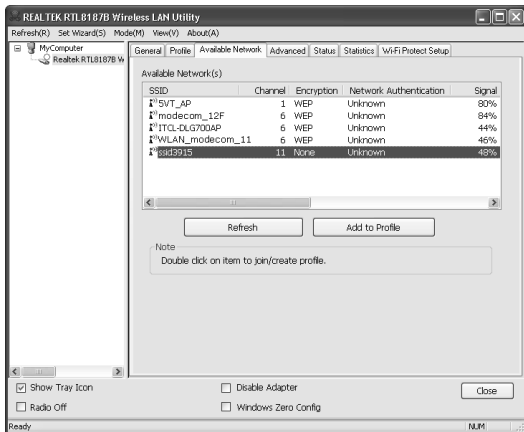 REALTEK RTL8187B Wireless LAN Utility
Refresh(R) Set Wizard(S) Mode(M) View(V) About(A)
MyComputer
Realtek RTL8187B W
General Profile Available Network Advanced Status Statistics Wi-Fi Protect Setup
Available Network(s)
SSID Channel Encryption Network Authentication Signal
5VT_AP 1 WEP Unknown 80%
modecom_12F 6 WEP Unknown 84%
ITCL-DLG700AP 6 WEP Unknown 44%
WLAN_modecom_11 6 WEP Unknown 46%
ssid3915 11 None Unknown 48%
Refresh Add to Profile
Note
Double click on item to join/create profile.
Show Tray Icon Disable Adapter
Radio Off Windows Zero Config
Close
Ready NUM